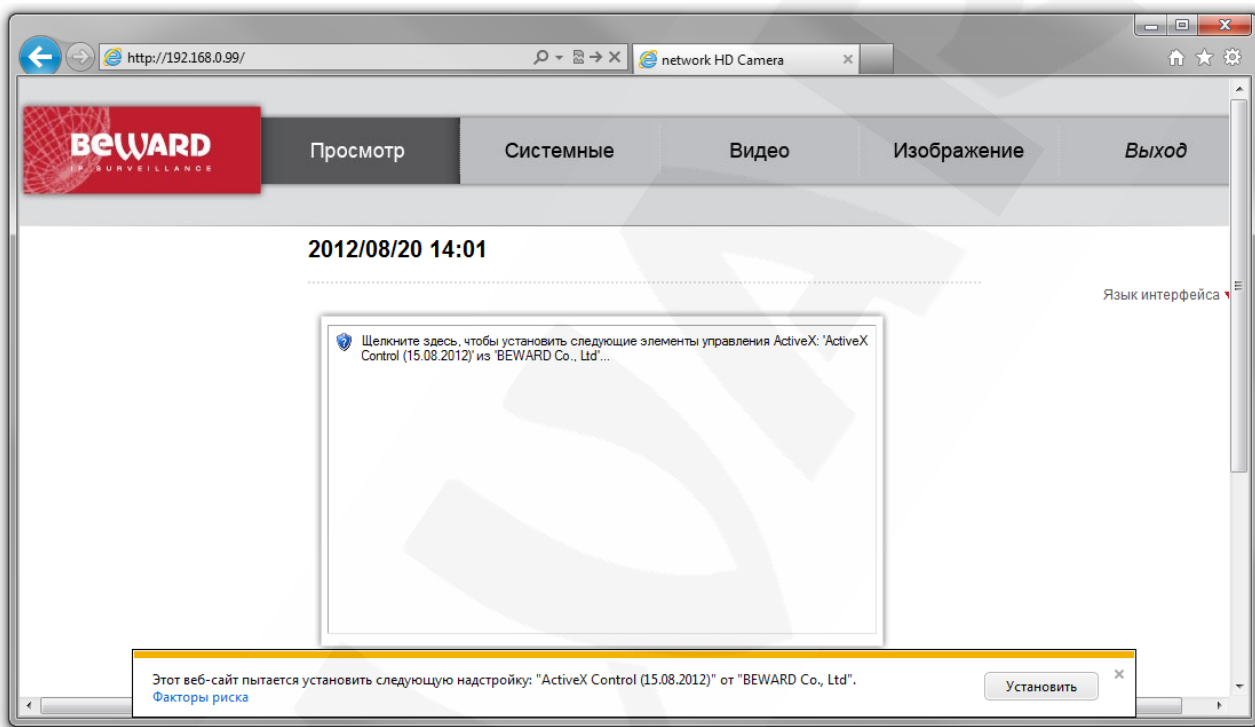 http://192.168.0.99/
network HD Camera
BEWARD
IP SURVEILLANCE
Просмотр
Системные
Видео
Изображение
Выход
2012/08/20 14:01
Язык интерфейса
Щелкните здесь, чтобы установить следующие элементы управления ActiveX: 'ActiveX
Control (15.08.2012)' из 'BEWARD Co., Ltd'...
Этот веб-сайт пытается установить следующую надстройку: "ActiveX Control (15.08.2012)" от "BEWARD Co., Ltd".
Факторы риска
Установить